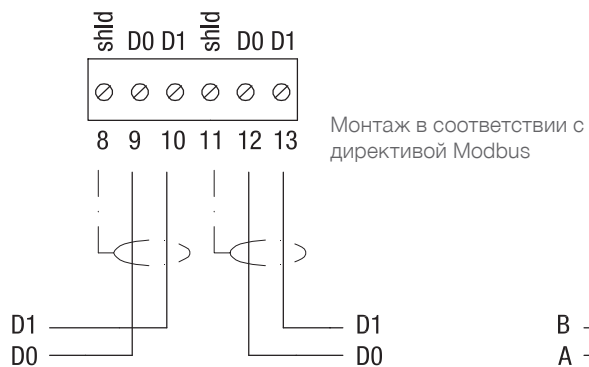 shld D0 D1 shld D0 D1
8 9 10 11 12 13
Монтаж в соответствии с
директивой Modbus
D1 D1 B
D0 D0 A